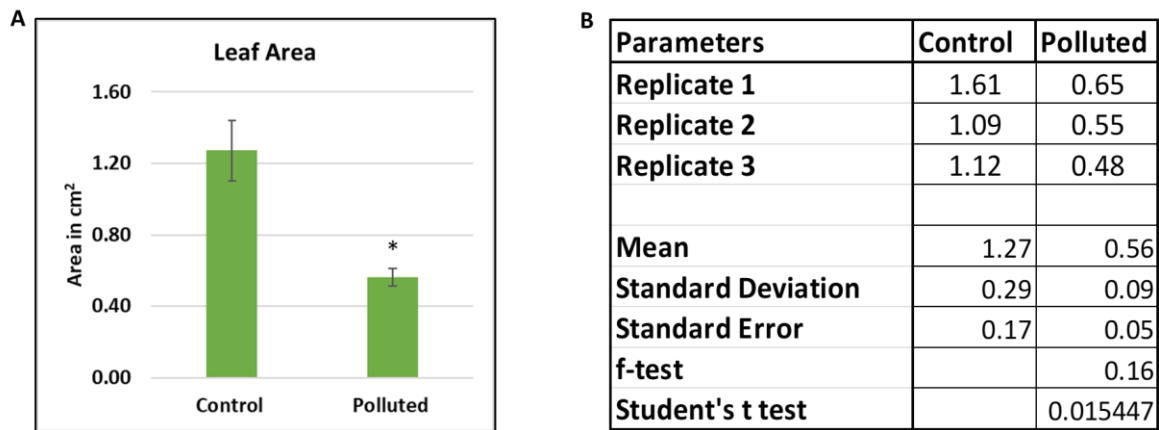 A
Leaf Area
Area in cm²
1.60
1.20
0.80
0.40
0.00
*
Control Polluted
B
Parameters Control Polluted
Replicate 1 1.61 0.65
Replicate 2 1.09 0.55
Replicate 3 1.12 0.48
Mean 1.27 0.56
Standard Deviation 0.29 0.09
Standard Error 0.17 0.05
f-test 0.16
Student's t test 0.015447